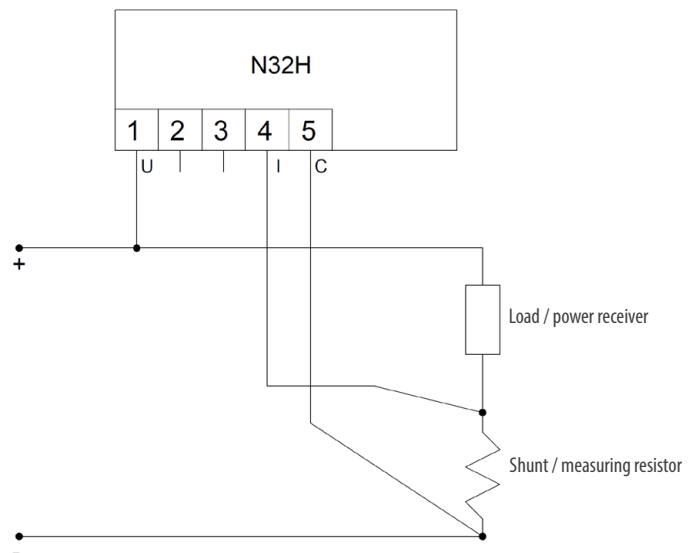 N32H
1 2 3 4 5
U | | I C
+
Load / power receiver
Shunt / measuring resistor
-